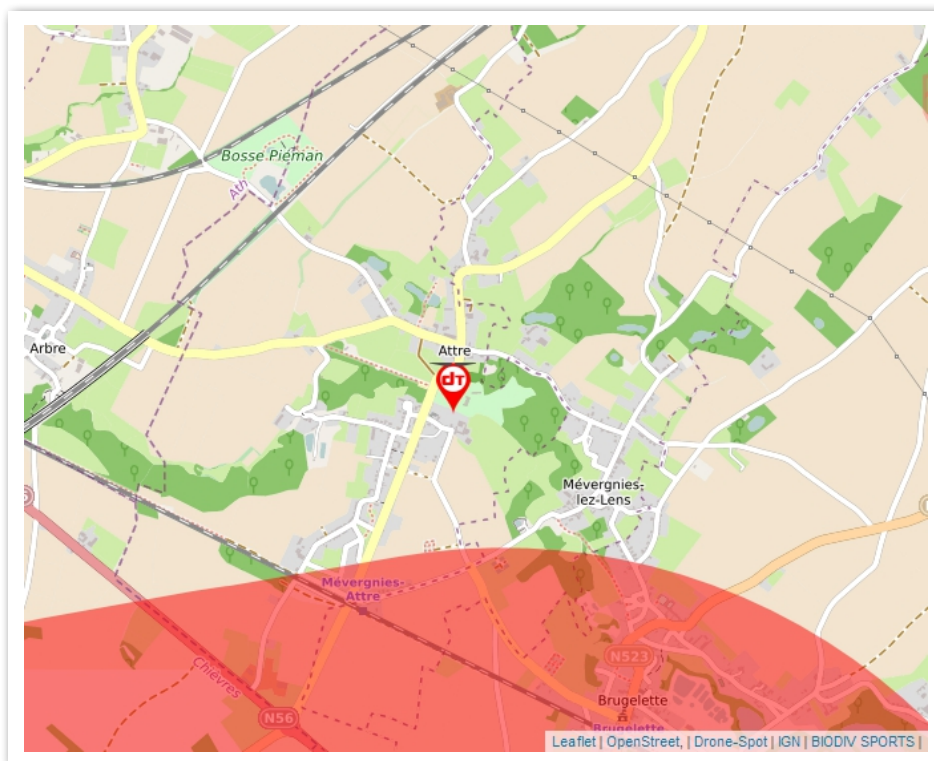 Bosse Piéman
Ath
Arbre
Attre
dT
Mévergnies-
lez-Lens
Mévergnies-
Attre
Chièvres
N56
N523
Brugelette
Brugelette
Leaflet | OpenStreet, | Drone-Spot | IGN | BIODIV SPORTS |